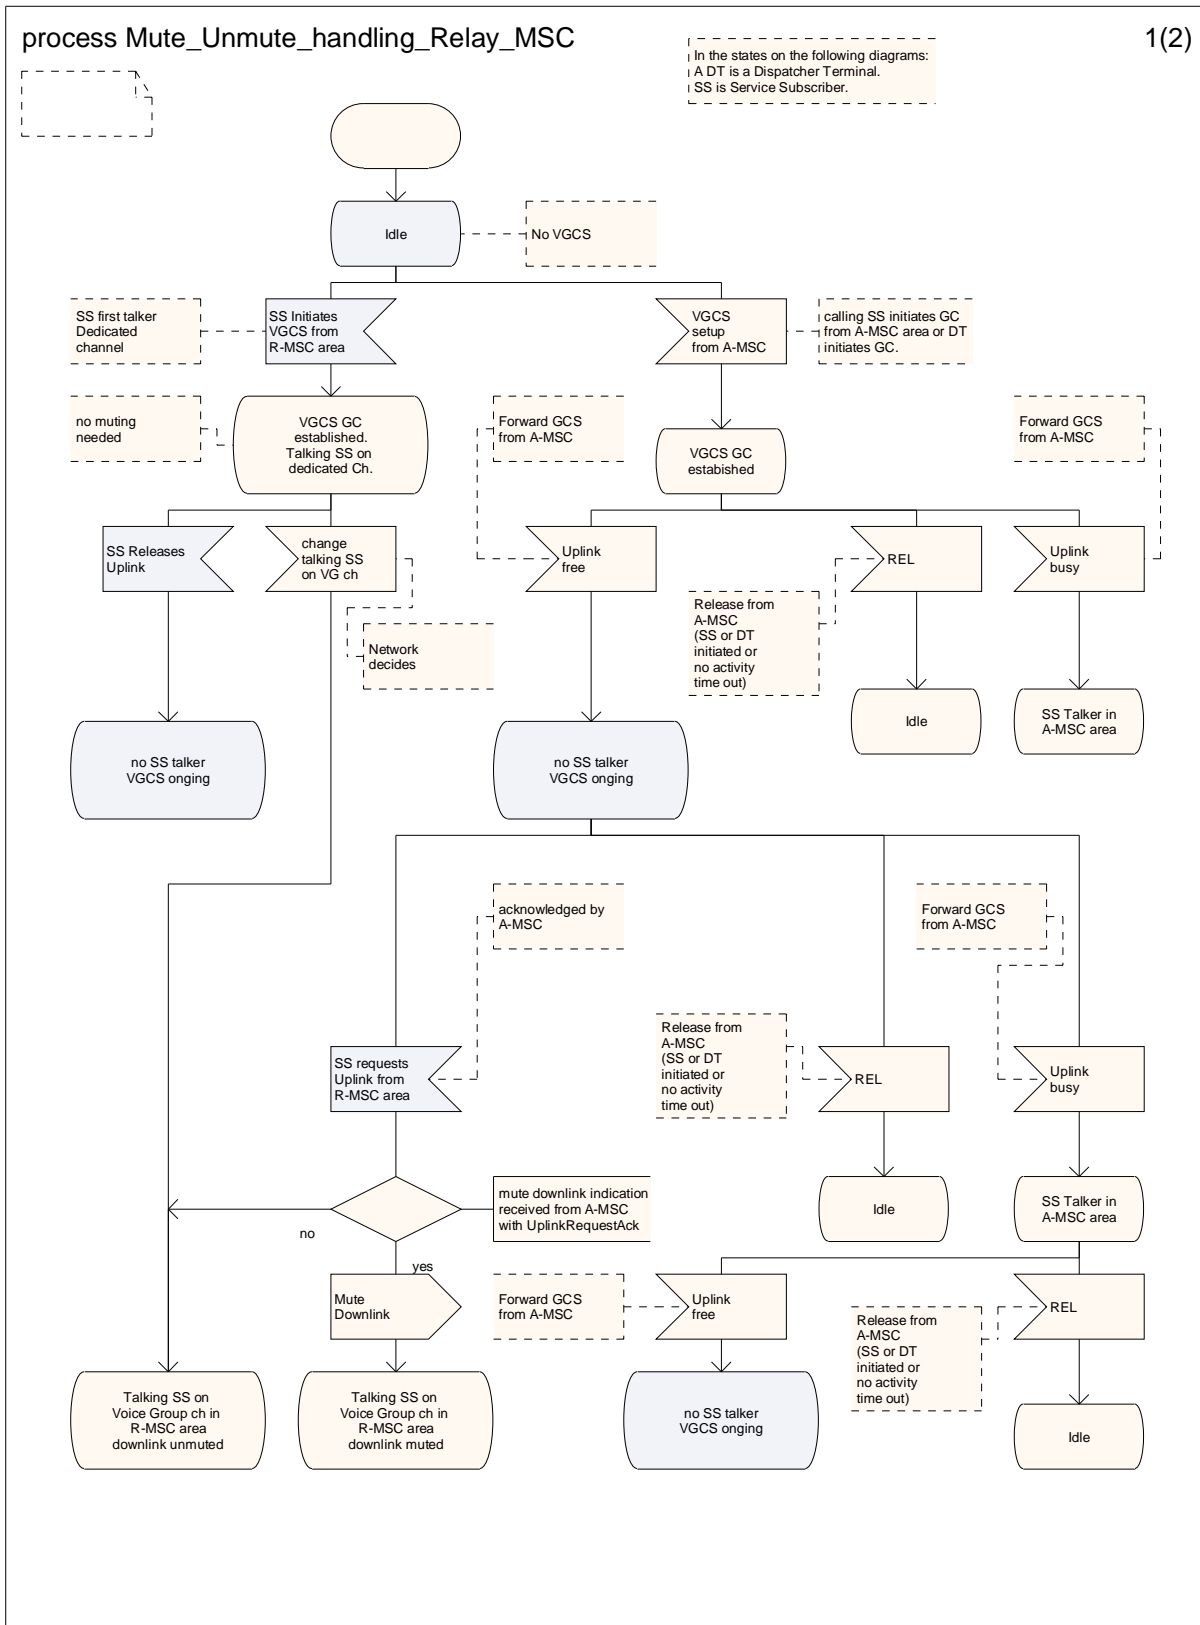 process Mute_Unmute_handling_Relay_MSC
1(2)
In the states on the following diagrams:
A DT is a Dispatcher Terminal.
SS is Service Subscriber.
Idle
No VGCS
SS first talker
Dedicated
channel
SS Initiates
VGCS from
R-MSC area
VGCS
setup
from A-MSC
calling SS initiates GC
from A-MSC area or DT
initiates GC.
no muting
needed
VGCS GC
established.
Talking SS on
dedicated Ch.
Forward GCS
from A-MSC
VGCS GC
estabished
Forward GCS
from A-MSC
SS Releases
Uplink
change
talking SS
on VG ch
Uplink
free
REL
Uplink
busy
Network
decides
Release from
A-MSC
(SS or DT
initiated or
no activity
time out)
no SS talker
VGCS onging
no SS talker
VGCS onging
Idle
SS Talker in
A-MSC area
acknowledged by
A-MSC
Forward GCS
from A-MSC
SS requests
Uplink from
R-MSC area
Release from
A-MSC
(SS or DT
initiated or
no activity
time out)
REL
Uplink
busy
mute downlink indication
received from A-MSC
with UplinkRequestAck
no
yes
Idle
SS Talker in
A-MSC area
Mute
Downlink
Forward GCS
from A-MSC
Uplink
free
Release from
A-MSC
(SS or DT
initiated or
no activity
time out)
REL
Talking SS on
Voice Group ch in
R-MSC area
downlink unmuted
Talking SS on
Voice Group ch in
R-MSC area
downlink muted
no SS talker
VGCS onging
Idle